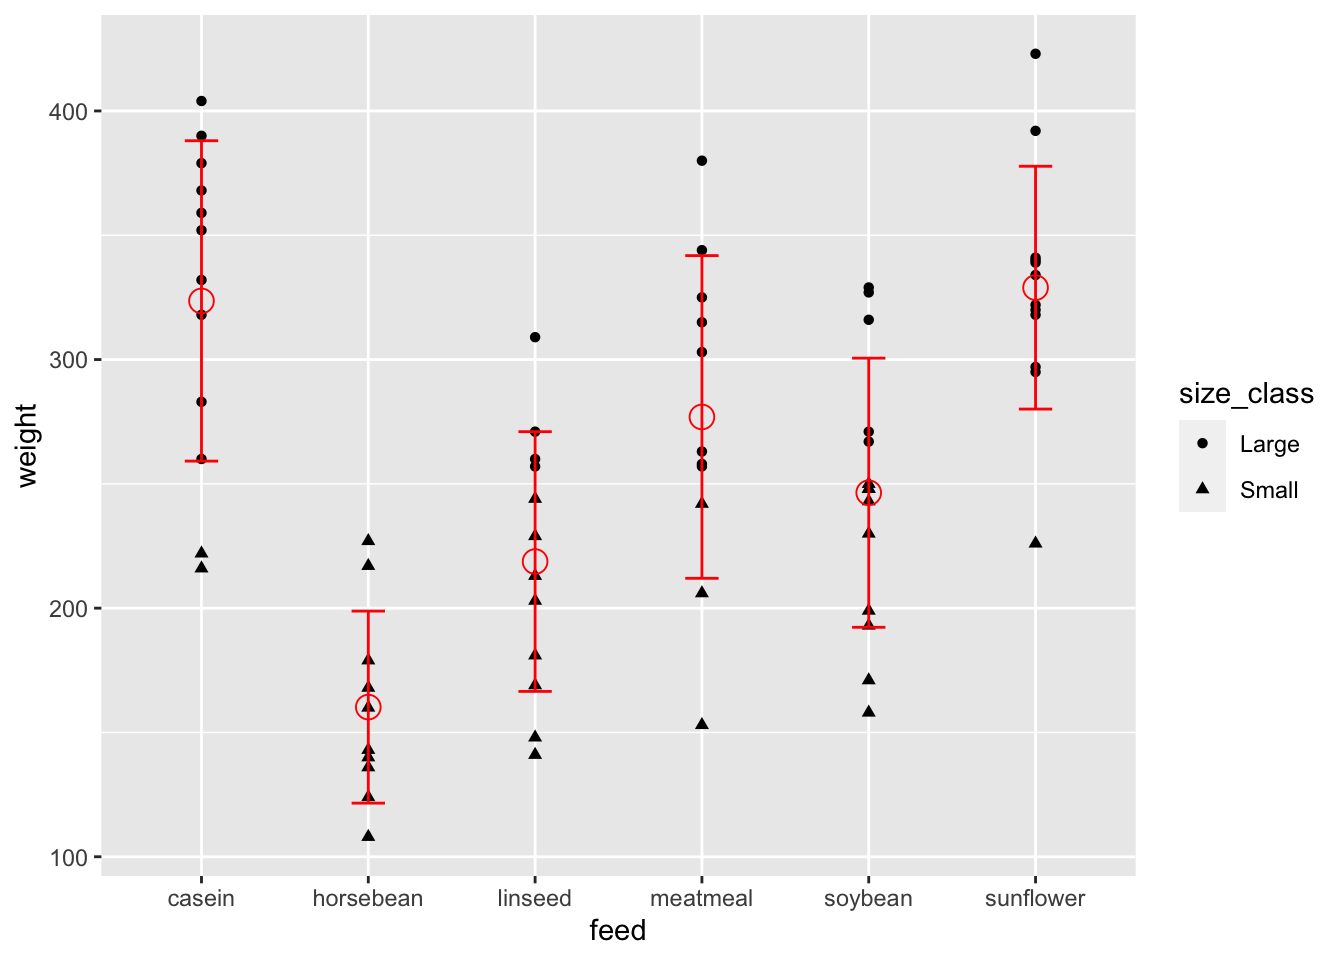 weight
400
300
200
100
casein horsebean linseed meatmeal soybean sunflower
feed
size_class
Large
Small